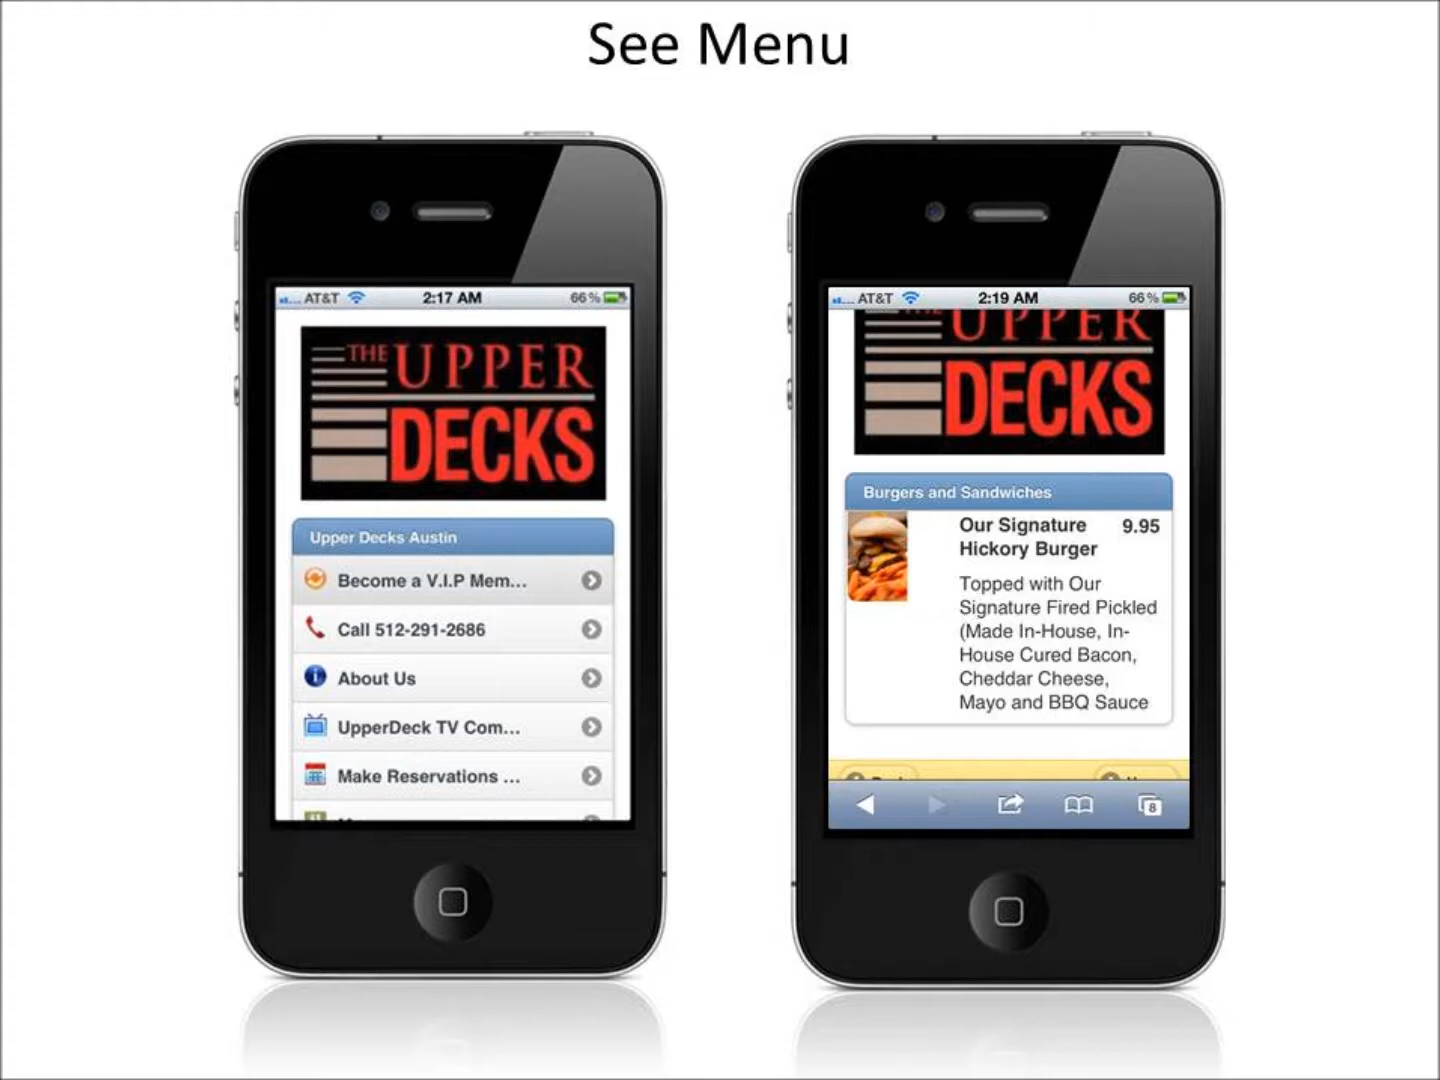 See Menu
AT&T 2:17 AM 66%
THE UPPER
DECKS
Upper Decks Austin
Become a V.I.P Mem...
Call 512-291-2686
About Us
UpperDeck TV Com...
Make Reservations ...
AT&T 2:19 AM 66%
UPPER
DECKS
Burgers and Sandwiches
Our Signature 9.95
Hickory Burger
Topped with Our
Signature Fired Pickled
(Made In-House, In-
House Cured Bacon,
Cheddar Cheese,
Mayo and BBQ Sauce
8